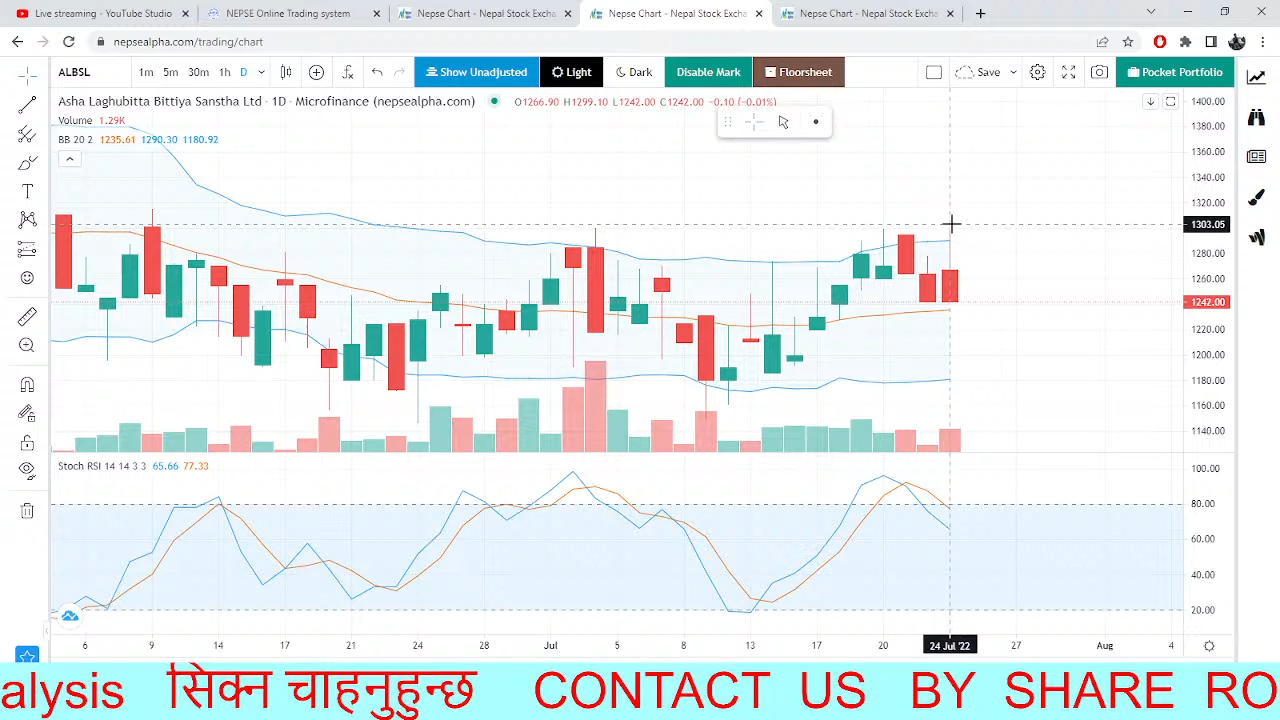 Live streaming - YouTube Studio
NEPSE Online Trading system
Nepse Chart - Nepal Stock Excha
Nepse Chart - Nepal Stock Excha
Nepse Chart - Nepal Stock Excha
nepsealpha.com/trading/chart
ALBSL 1m 5m 30m 1h D Show Unadjusted Light Dark Disable Mark Floorsheet Save Pocket Portfolio
Asha Laghubitta Bittiya Sanstha Ltd · 1D · Microfinance (nepsealpha.com) O1266.90 H1299.10 L1242.00 C1242.00 -0.10 (-0.01%)
Volume 1.29K
BB 20 2 1235.61 1290.30 1180.92
1400.00
1380.00
1360.00
1340.00
1320.00
1303.05
1280.00
1260.00
1242.00
1220.00
1200.00
1180.00
1160.00
1140.00
Stoch RSI 14 14 3 3 65.66 77.33
100.00
80.00
60.00
40.00
20.00
6 9 14 17 21 24 28 Jul 5 8 13 17 20 24 Jul '22 27 Aug 4
alysis सिक्न चाहनुहुन्छ CONTACT US BY SHARE RO